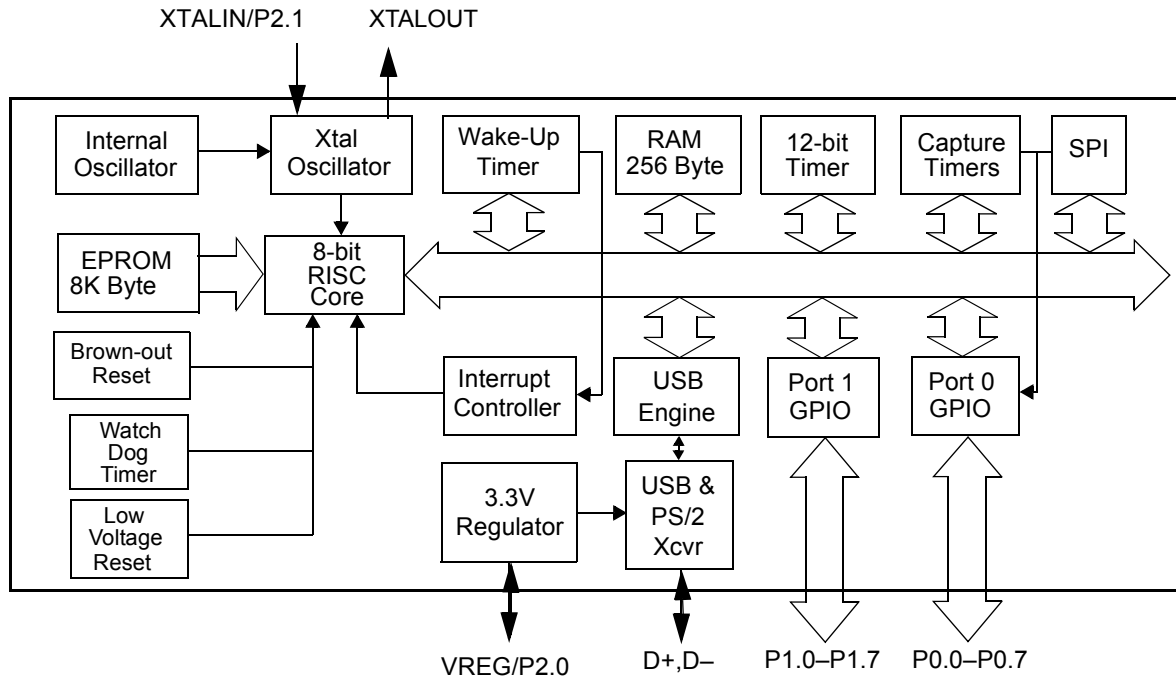 XTALIN/P2.1
XTALOUT
Internal
Oscillator
Xtal
Oscillator
Wake-Up
Timer
RAM
256 Byte
12-bit
Timer
Capture
Timers
SPI
EPROM
8K Byte
8-bit
RISC
Core
Brown-out
Reset
Interrupt
Controller
USB
Engine
Port 1
GPIO
Port 0
GPIO
Watch
Dog
Timer
Low
Voltage
Reset
3.3V
Regulator
USB &
PS/2
Xcvr
VREG/P2.0
D+,D–
P1.0–P1.7
P0.0–P0.7